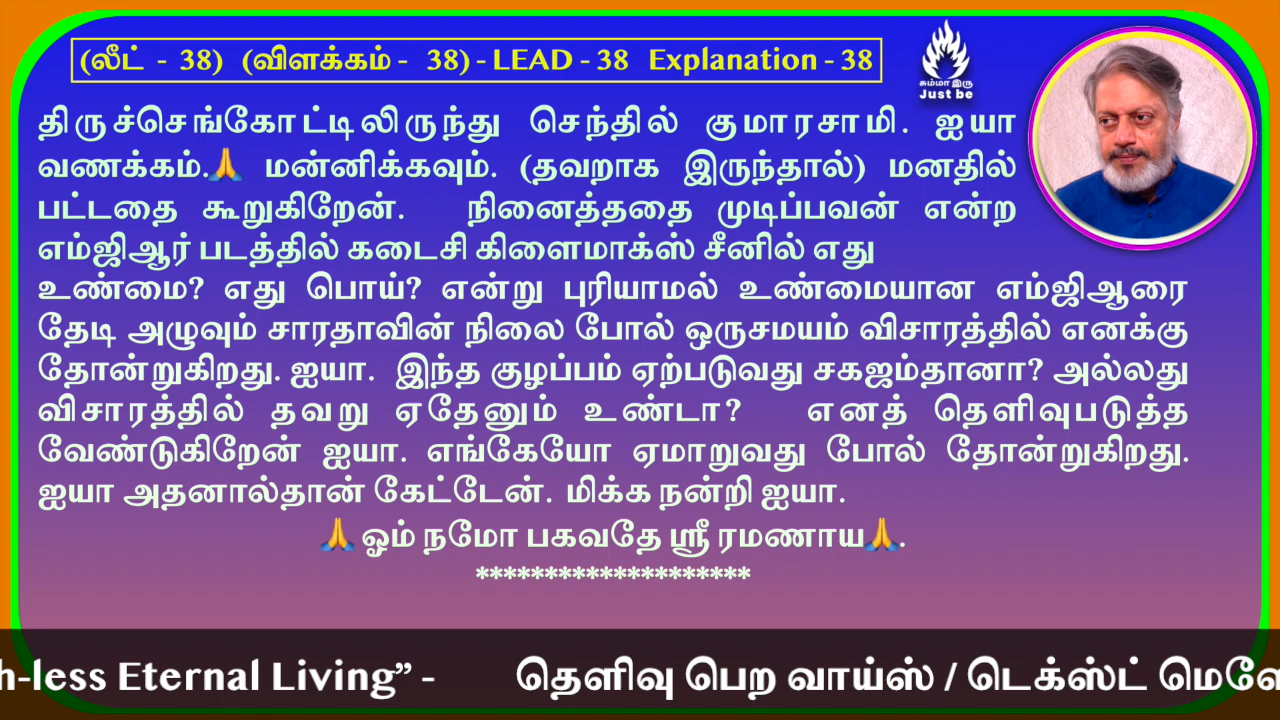 (லீட் - 38) (விளக்கம் - 38) - LEAD - 38 Explanation - 38
சும்மா இரு
Just be
திருச்செங்கோட்டிலிருந்து செந்தில் குமாரசாமி. ஐயா
வணக்கம்.🙏 மன்னிக்கவும். (தவறாக இருந்தால்) மனதில்
பட்டதை கூறுகிறேன். நினைத்ததை முடிப்பவன் என்ற
எம்ஜிஆர் படத்தில் கடைசி கிளைமாக்ஸ் சீனில் எது
உண்மை? எது பொய்? என்று புரியாமல் உண்மையான எம்ஜிஆரை
தேடி அழுவும் சாரதாவின் நிலை போல் ஒருசமயம் விசாரத்தில் எனக்கு
தோன்றுகிறது. ஐயா. இந்த குழப்பம் ஏற்படுவது சகஜம்தானா? அல்லது
விசாரத்தில் தவறு ஏதேனும் உண்டா? எனத் தெளிவுபடுத்த
வேண்டுகிறேன் ஐயா. எங்கேயோ ஏமாறுவது போல் தோன்றுகிறது.
ஐயா அதனால்தான் கேட்டேன். மிக்க நன்றி ஐயா.
🙏 ஓம் நமோ பகவதே ஸ்ரீ ரமணாய🙏.
********************
h-less Eternal Living” - தெளிவு பெற வாய்ஸ் / டெக்ஸ்ட்